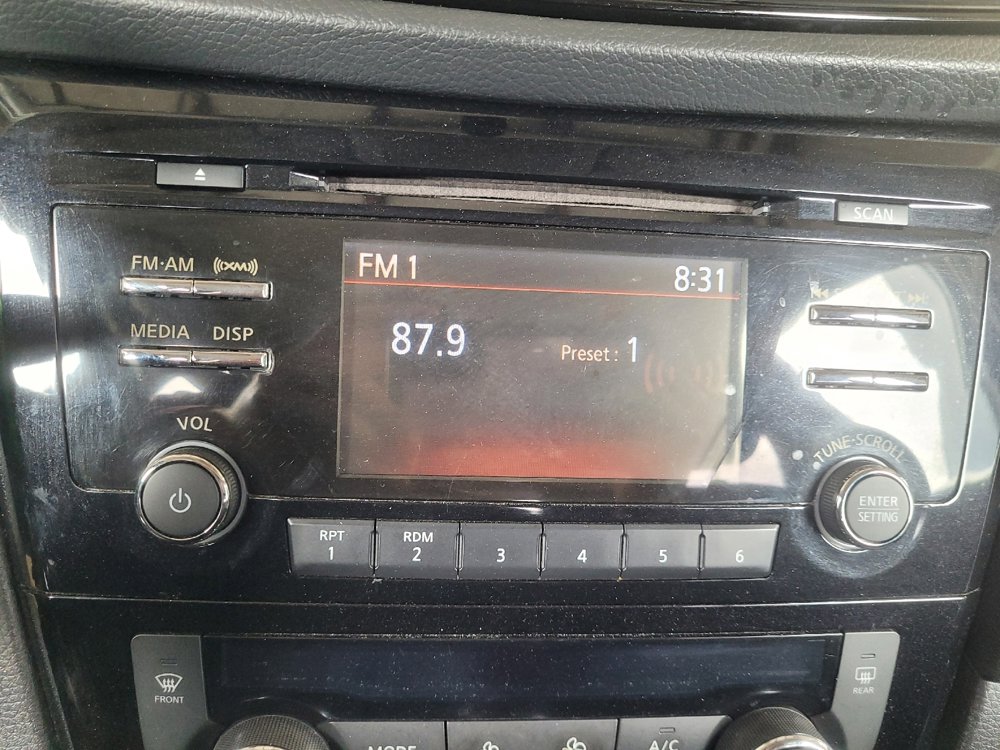 SCAN
FM·AM (((XM)))
FM 1 8:31
MEDIA DISP
87.9 Preset : 1
VOL
TUNE·SCROLL
ENTER
SETTING
RPT RDM
1 2 3 4 5 6
FRONT REAR
MODE A/C